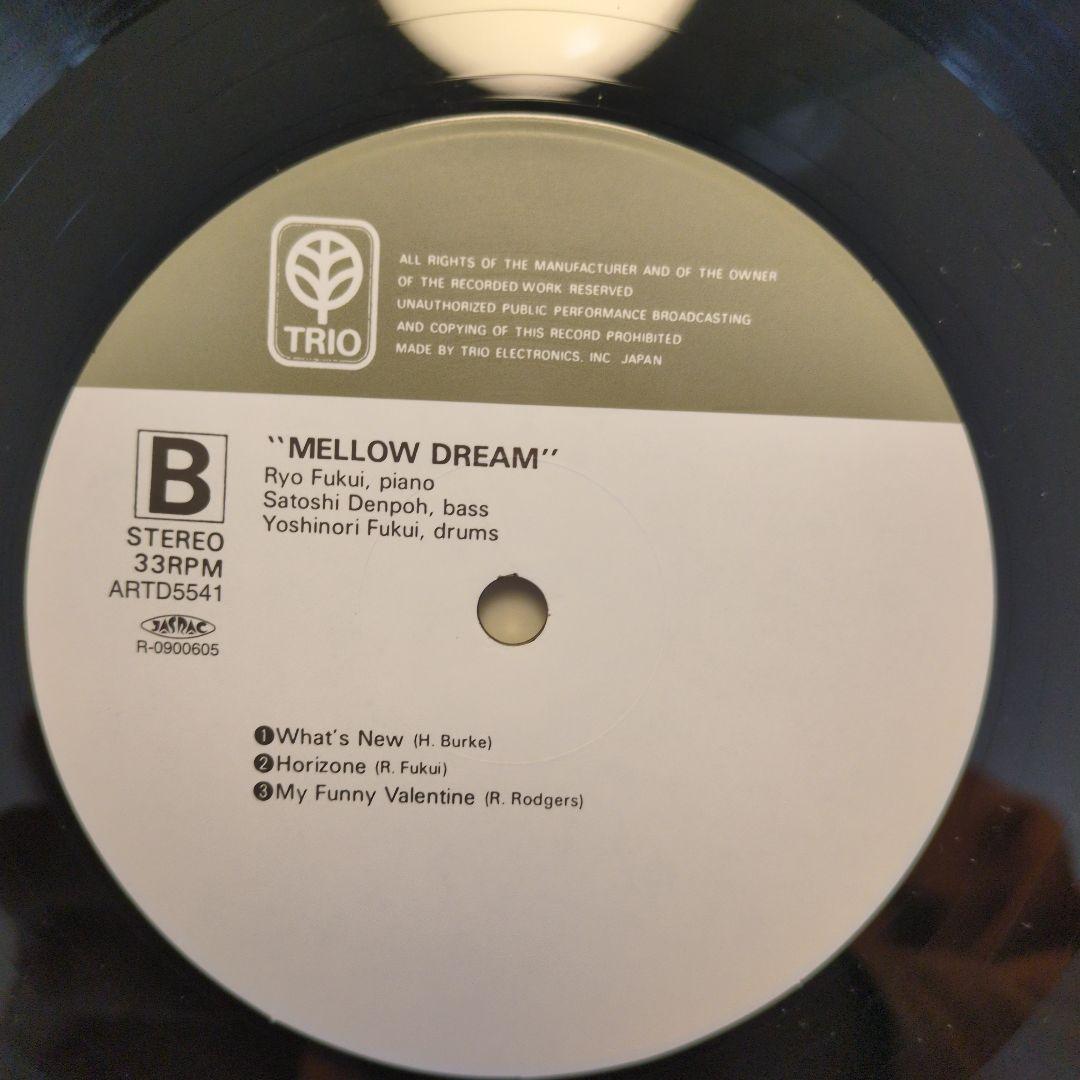 TRIO
ALL RIGHTS OF THE MANUFACTURER AND OF THE OWNER
OF THE RECORDED WORK RESERVED
UNAUTHORIZED PUBLIC PERFORMANCE BROADCASTING
AND COPYING OF THIS RECORD PROHIBITED
MADE BY TRIO ELECTRONICS, INC JAPAN
B
STEREO
33RPM
ARTD5541
JASRAC
R-0900605
"MELLOW DREAM"
Ryo Fukui, piano
Satoshi Denpoh, bass
Yoshinori Fukui, drums
❶What's New (H. Burke)
❷Horizone (R. Fukui)
❸My Funny Valentine (R. Rodgers)